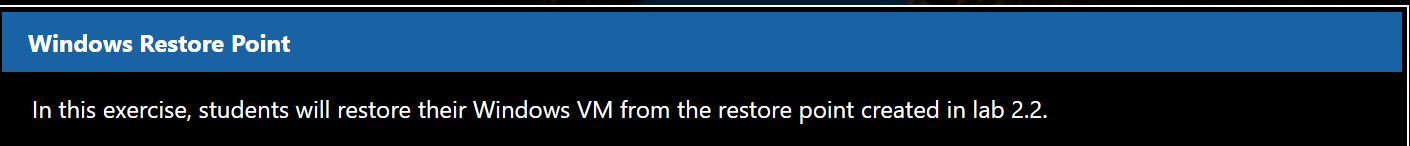 Windows Restore Point
In this exercise, students will restore their Windows VM from the restore point created in lab 2.2.